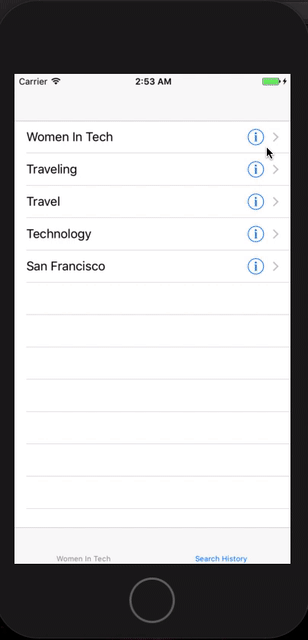 Carrier 2:53 AM
Women In Tech
Traveling
Travel
Technology
San Francisco
Women In Tech Search History